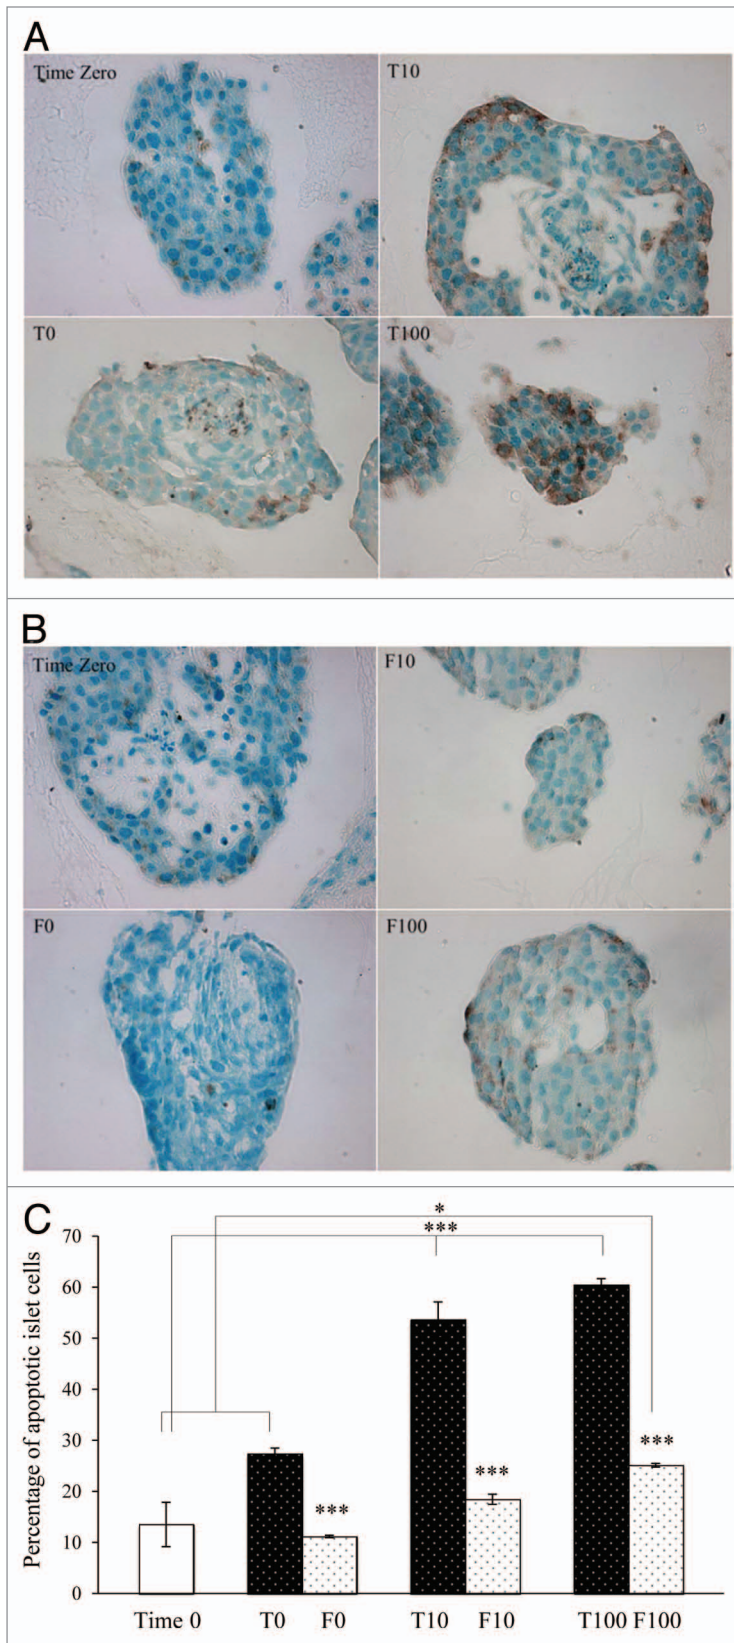 A
Time Zero
T10
T0
T100
B
Time Zero
F10
F0
F100
C
*
***
70
60
50
40
30
20
10
0
Percentage of apoptotic islet cells
***
***
***
Time 0 T0 F0 T10 F10 T100 F100